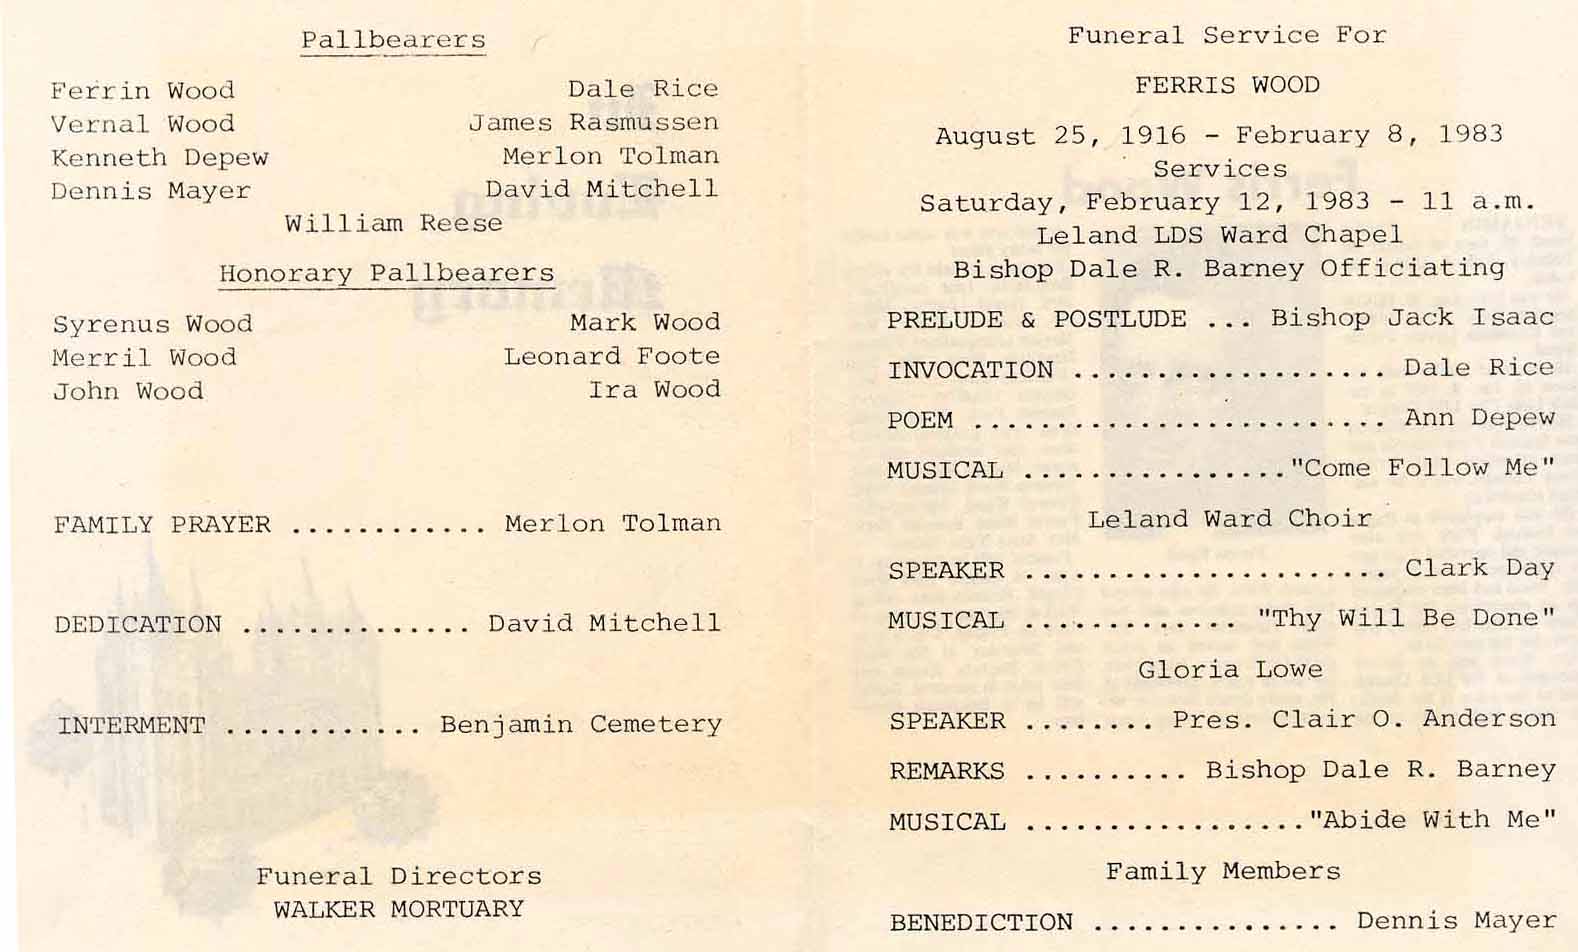 Pallbearers
Ferrin Wood Dale Rice
Vernal Wood James Rasmussen
Kenneth Depew Merlon Tolman
Dennis Mayer David Mitchell
William Reese
Honorary Pallbearers
Syrenus Wood Mark Wood
Merril Wood Leonard Foote
John Wood Ira Wood
FAMILY PRAYER ............ Merlon Tolman
DEDICATION .............. David Mitchell
INTERMENT ............ Benjamin Cemetery
Funeral Directors
WALKER MORTUARY
Funeral Service For
FERRIS WOOD
August 25, 1916 - February 8, 1983
Services
Saturday, February 12, 1983 - 11 a.m.
Leland LDS Ward Chapel
Bishop Dale R. Barney Officiating
PRELUDE & POSTLUDE ... Bishop Jack Isaac
INVOCATION ................... Dale Rice
POEM ......................... Ann Depew
MUSICAL ................"Come Follow Me"
Leland Ward Choir
SPEAKER ...................... Clark Day
MUSICAL ............. "Thy Will Be Done"
Gloria Lowe
SPEAKER ........ Pres. Clair O. Anderson
REMARKS .......... Bishop Dale R. Barney
MUSICAL ................."Abide With Me"
Family Members
BENEDICTION ............... Dennis Mayer